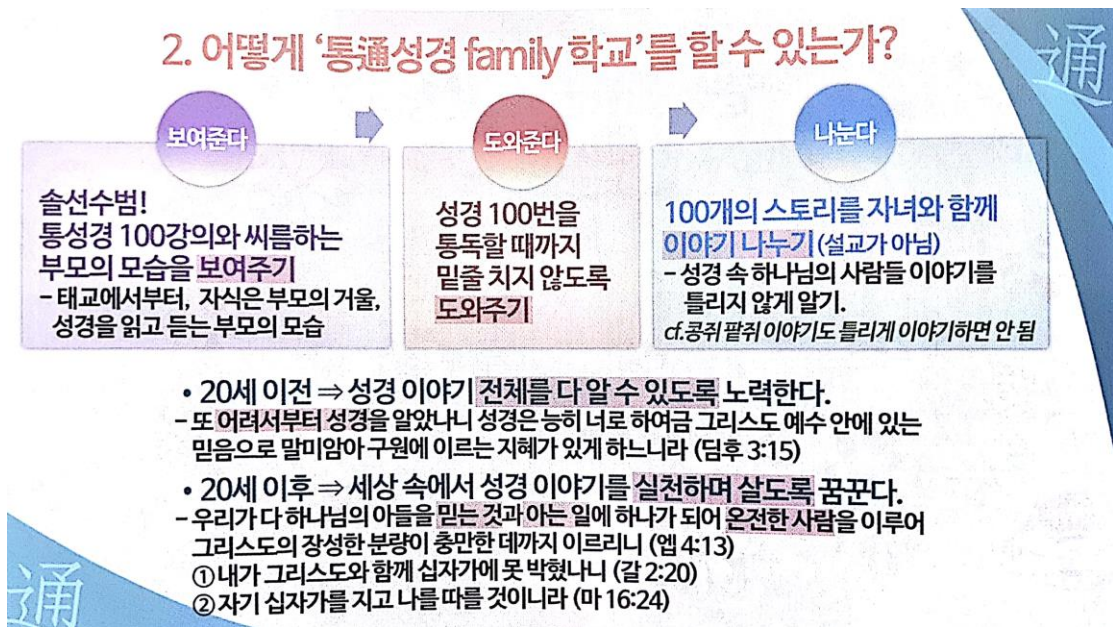 2. 어떻게 ‘통通성경 family 학교’를 할 수 있는가?
通
보여준다
솔선수범!
통성경 100강의와 씨름하는
부모의 모습을 보여주기
- 태교에서부터, 자식은 부모의 거울,
성경을 읽고 듣는 부모의 모습
도와준다
성경 100번을
통독할 때까지
밑줄 치지 않도록
도와주기
나눈다
100개의 스토리를 자녀와 함께
이야기 나누기 (설교가 아님)
- 성경 속 하나님의 사람들 이야기를
틀리지 않게 알기.
cf.콩쥐 팥쥐 이야기도 틀리게 이야기하면 안 됨
• 20세 이전 ⇒ 성경 이야기 전체를 다 알 수 있도록 노력한다.
- 또 어려서부터 성경을 알았나니 성경은 능히 너로 하여금 그리스도 예수 안에 있는
믿음으로 말미암아 구원에 이르는 지혜가 있게 하느니라 (딤후 3:15)
• 20세 이후 ⇒ 세상 속에서 성경 이야기를 실천하며 살도록 꿈꾼다.
- 우리가 다 하나님의 아들을 믿는 것과 아는 일에 하나가 되어 온전한 사람을 이루어
그리스도의 장성한 분량이 충만한 데까지 이르리니 (엡 4:13)
① 내가 그리스도와 함께 십자가에 못 박혔나니 (갈 2:20)
② 자기 십자가를 지고 나를 따를 것이니라 (마 16:24)
通